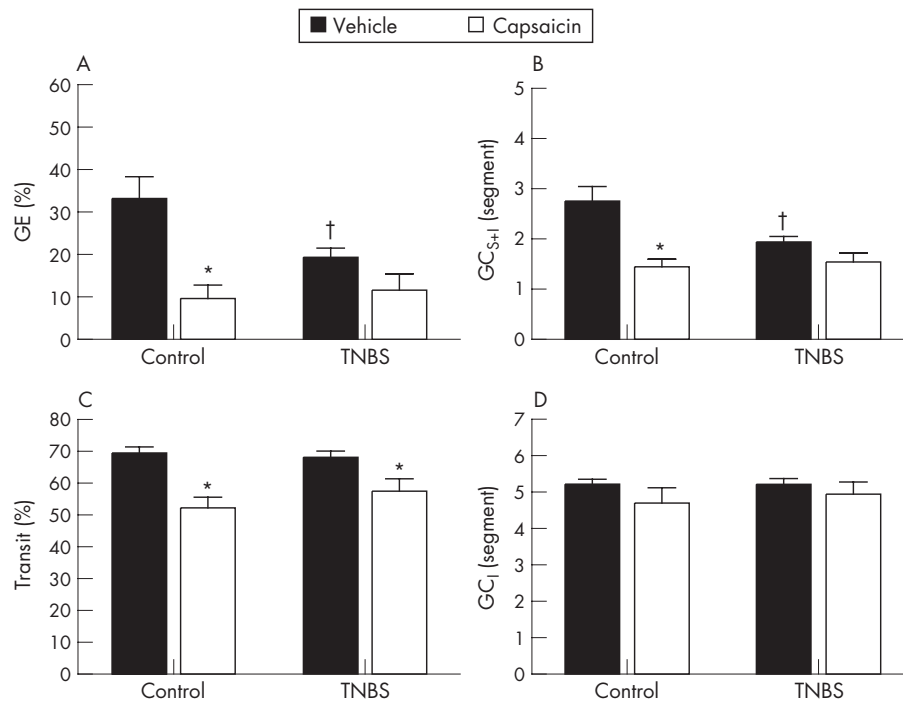 Vehicle Capsaicin
A
60
50
40
30
20
10
0
GE (%)
*
†
Control TNBS
B
5
4
3
2
1
0
GC_{S+I} (segment)
*
†
Control TNBS
C
80
70
60
50
40
30
20
10
0
Transit (%)
*
*
Control TNBS
D
7
6
5
4
3
2
1
0
GC_I (segment)
Control TNBS